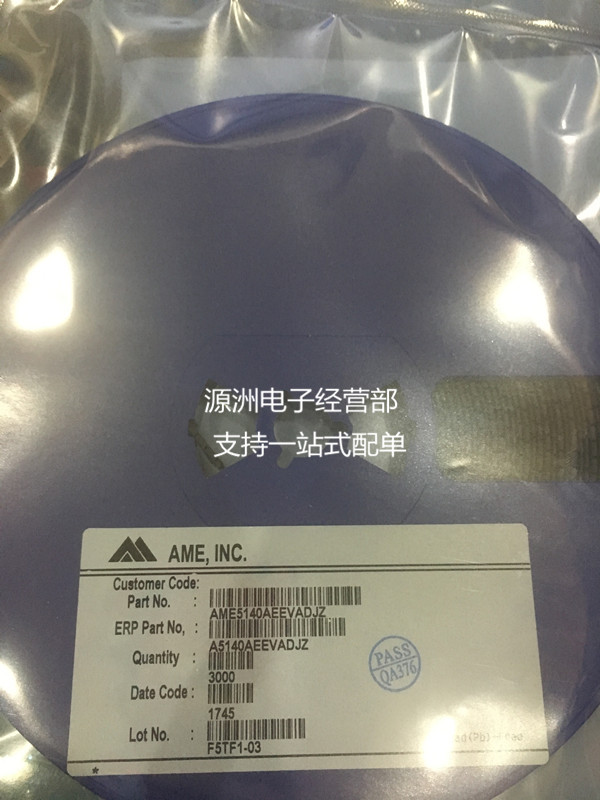 源洲电子经营部
支持一站式配单
AME, INC.
Customer Code:
Part No. :
AME5140AEEVADJZ
ERP Part No, :
A5140AEEVADJZ
Quantity :
3000
Date Code :
1745
Lot No. :
F5TF1-03
PASS
QA376
(Pb)
*